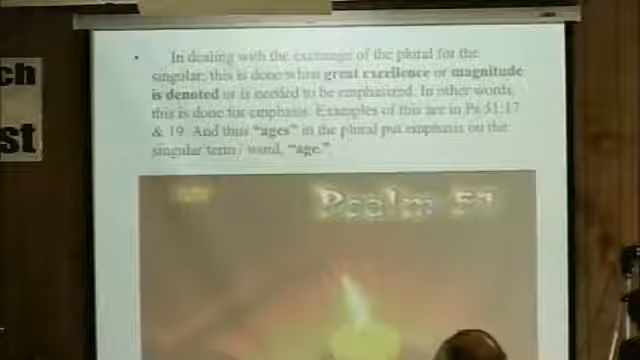 ch
st
• In dealing with the exchange of the plural for the
singular; this is done when great excellence or magnitude
is denoted or is needed to be emphasized. In other words,
this is done for emphasis. Examples of this are in Ps.51:17
& 19. And thus "ages" in the plural put emphasis on the
singular term / word, "age."
Psalm 51